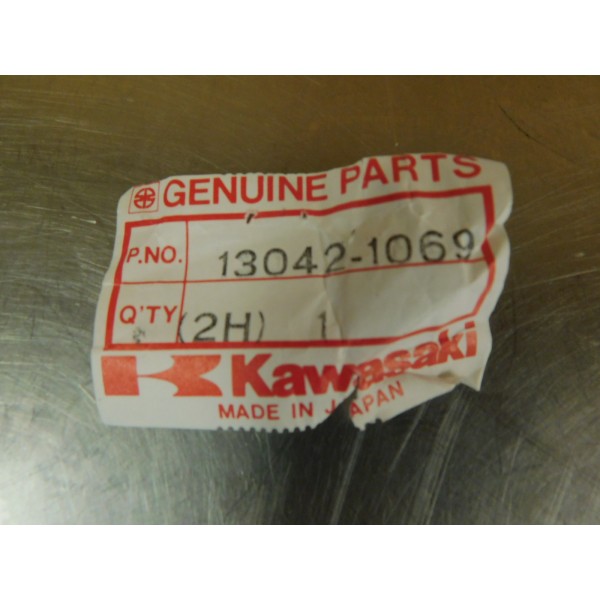 GENUINE PARTS
P.NO. 13042-1069
Q'TY (2H) 1
Kawasaki
MADE IN JAPAN